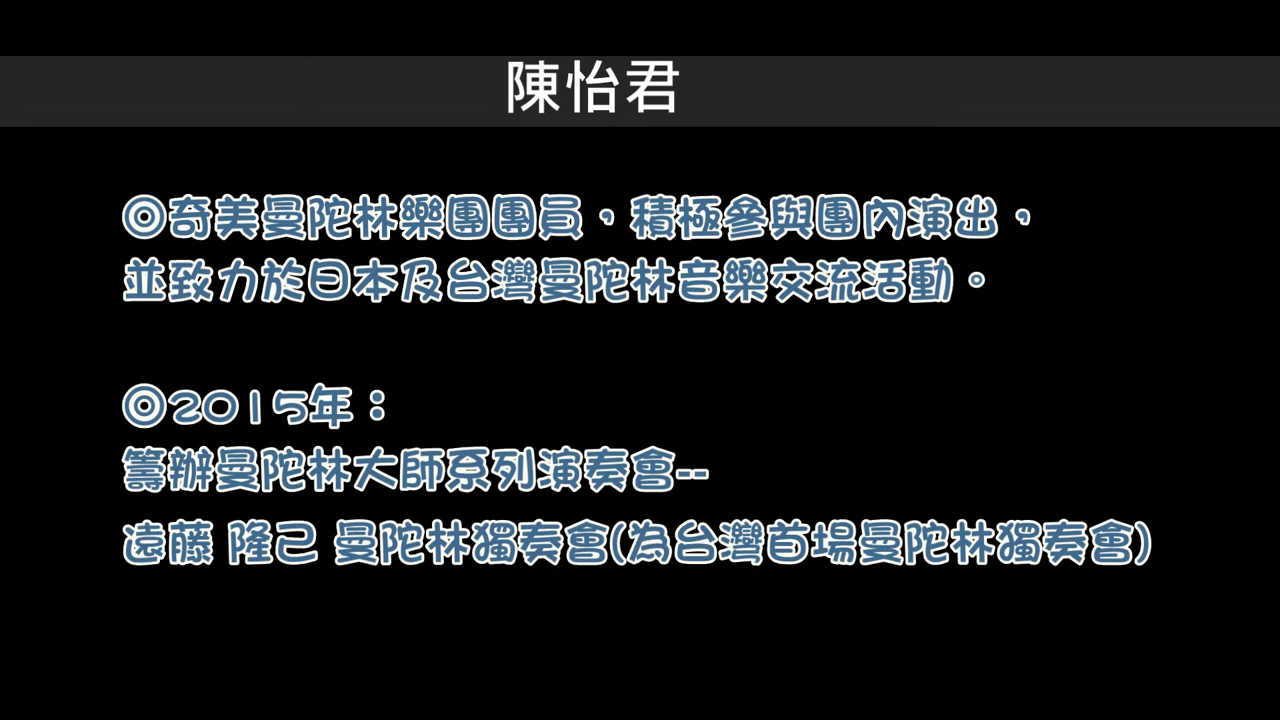 陳怡君
◎奇美曼陀林樂團團員，積極參與團內演出，
並致力於日本及台灣曼陀林音樂交流活動。
◎2015年：
籌辦曼陀林大師系列演奏會--
遠藤 隆己 曼陀林獨奏會(為台灣首場曼陀林獨奏會)